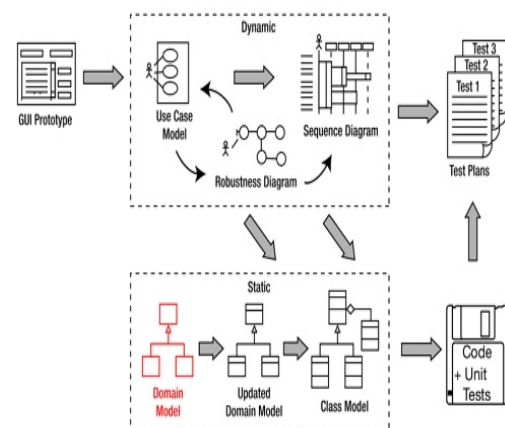 Dynamic
GUI Prototype
Use Case
Model
Sequence Diagram
Robustness Diagram
Test 3
Test 2
Test 1
Test Plans
Static
Domain
Model
Updated
Domain Model
Class Model
Code
+ Unit
Tests